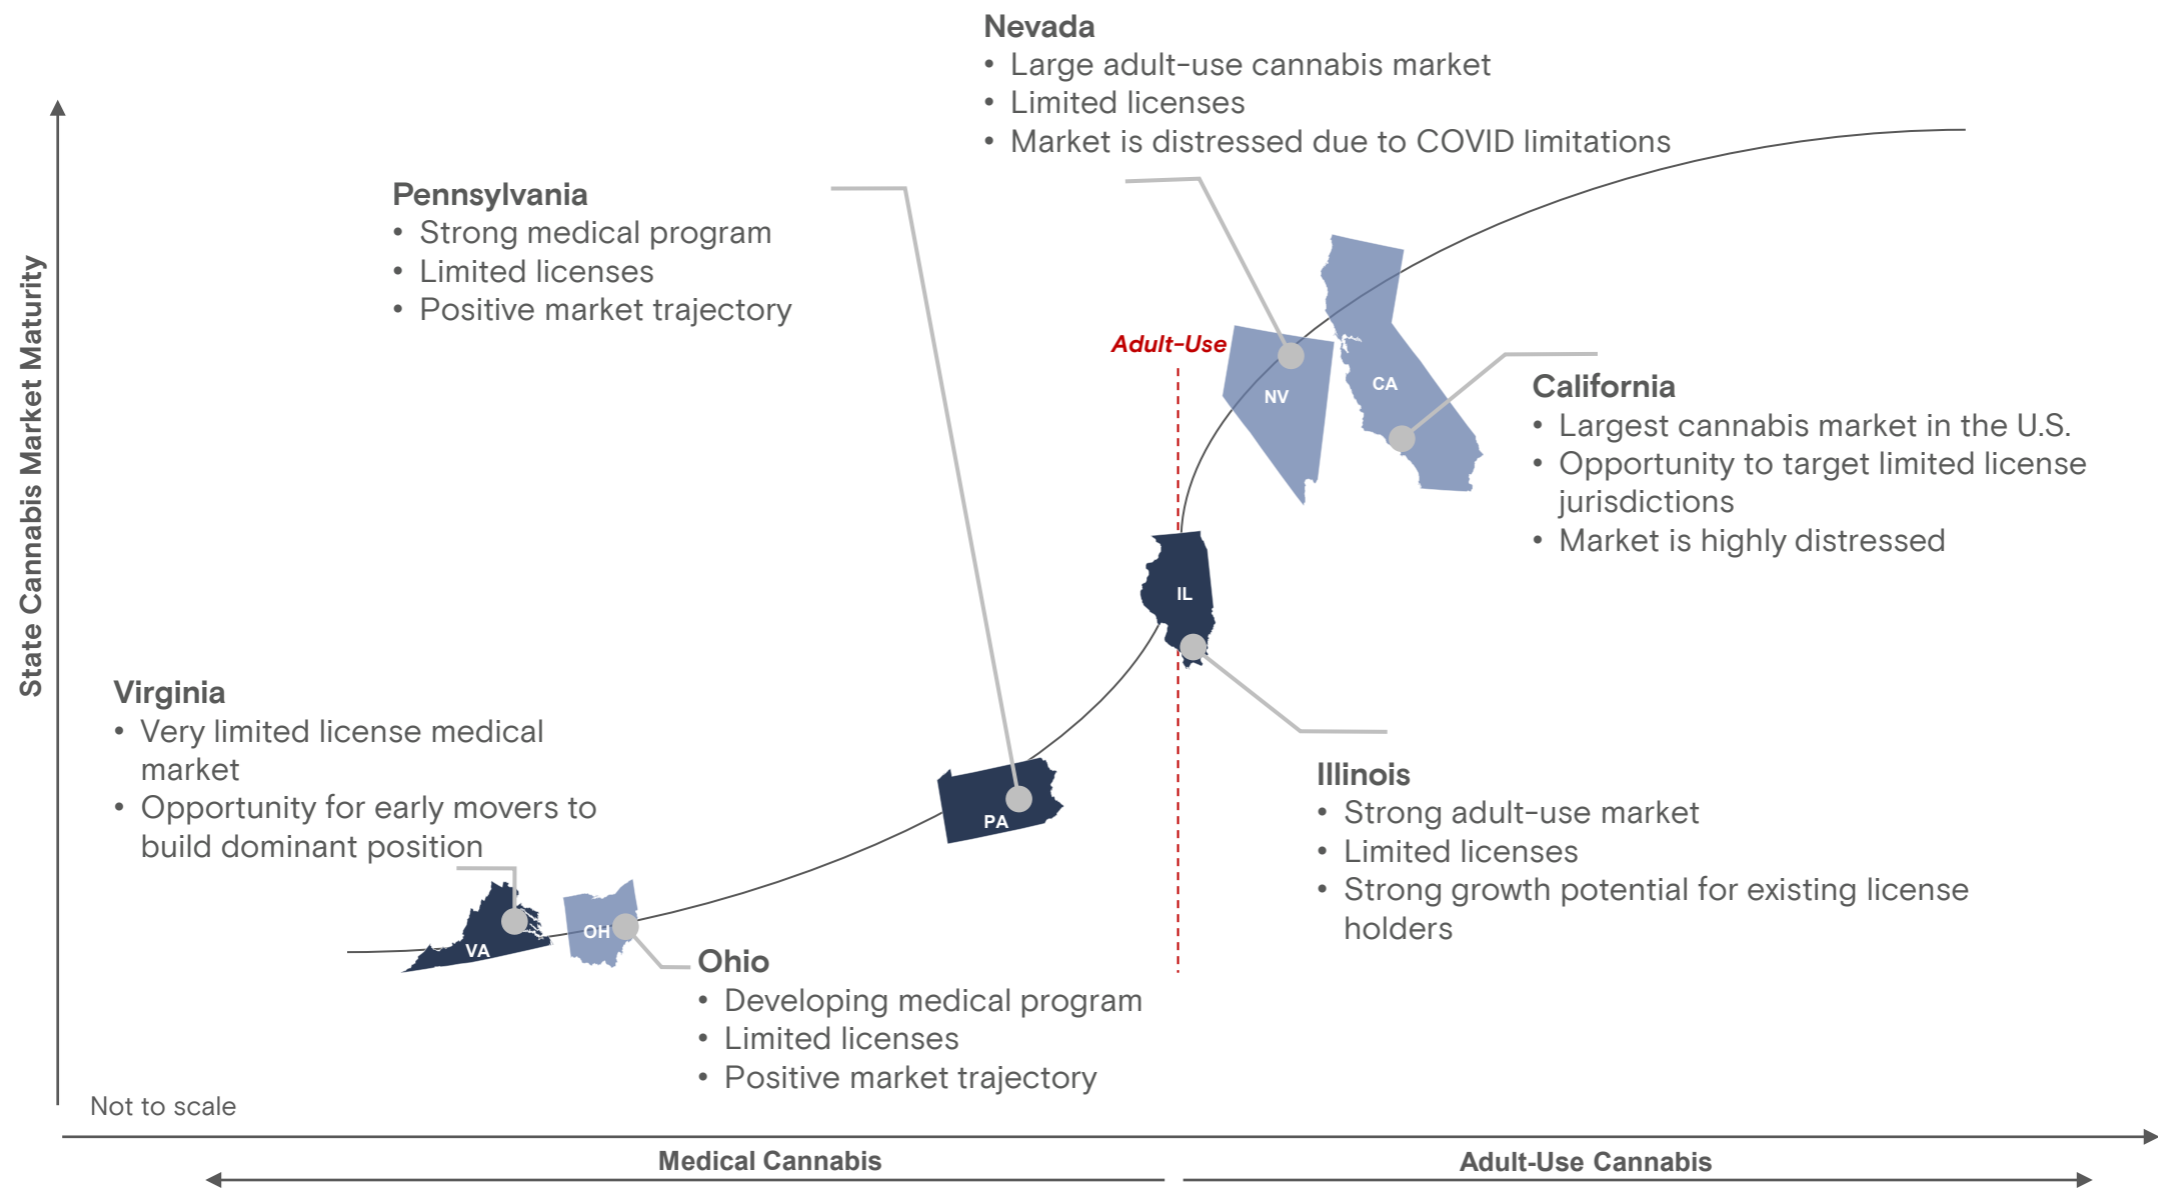 Nevada
• Large adult-use cannabis market
• Limited licenses
• Market is distressed due to COVID limitations
Pennsylvania
• Strong medical program
• Limited licenses
• Positive market trajectory
State Cannabis Market Maturity
Adult-Use
NV
CA
California
• Largest cannabis market in the U.S.
• Opportunity to target limited license
jurisdictions
• Market is highly distressed
IL
Virginia
• Very limited license medical
market
• Opportunity for early movers to
build dominant position
PA
Illinois
• Strong adult-use market
• Limited licenses
• Strong growth potential for existing license
holders
VA
OH
Ohio
• Developing medical program
• Limited licenses
• Positive market trajectory
Not to scale
Medical Cannabis
Adult-Use Cannabis